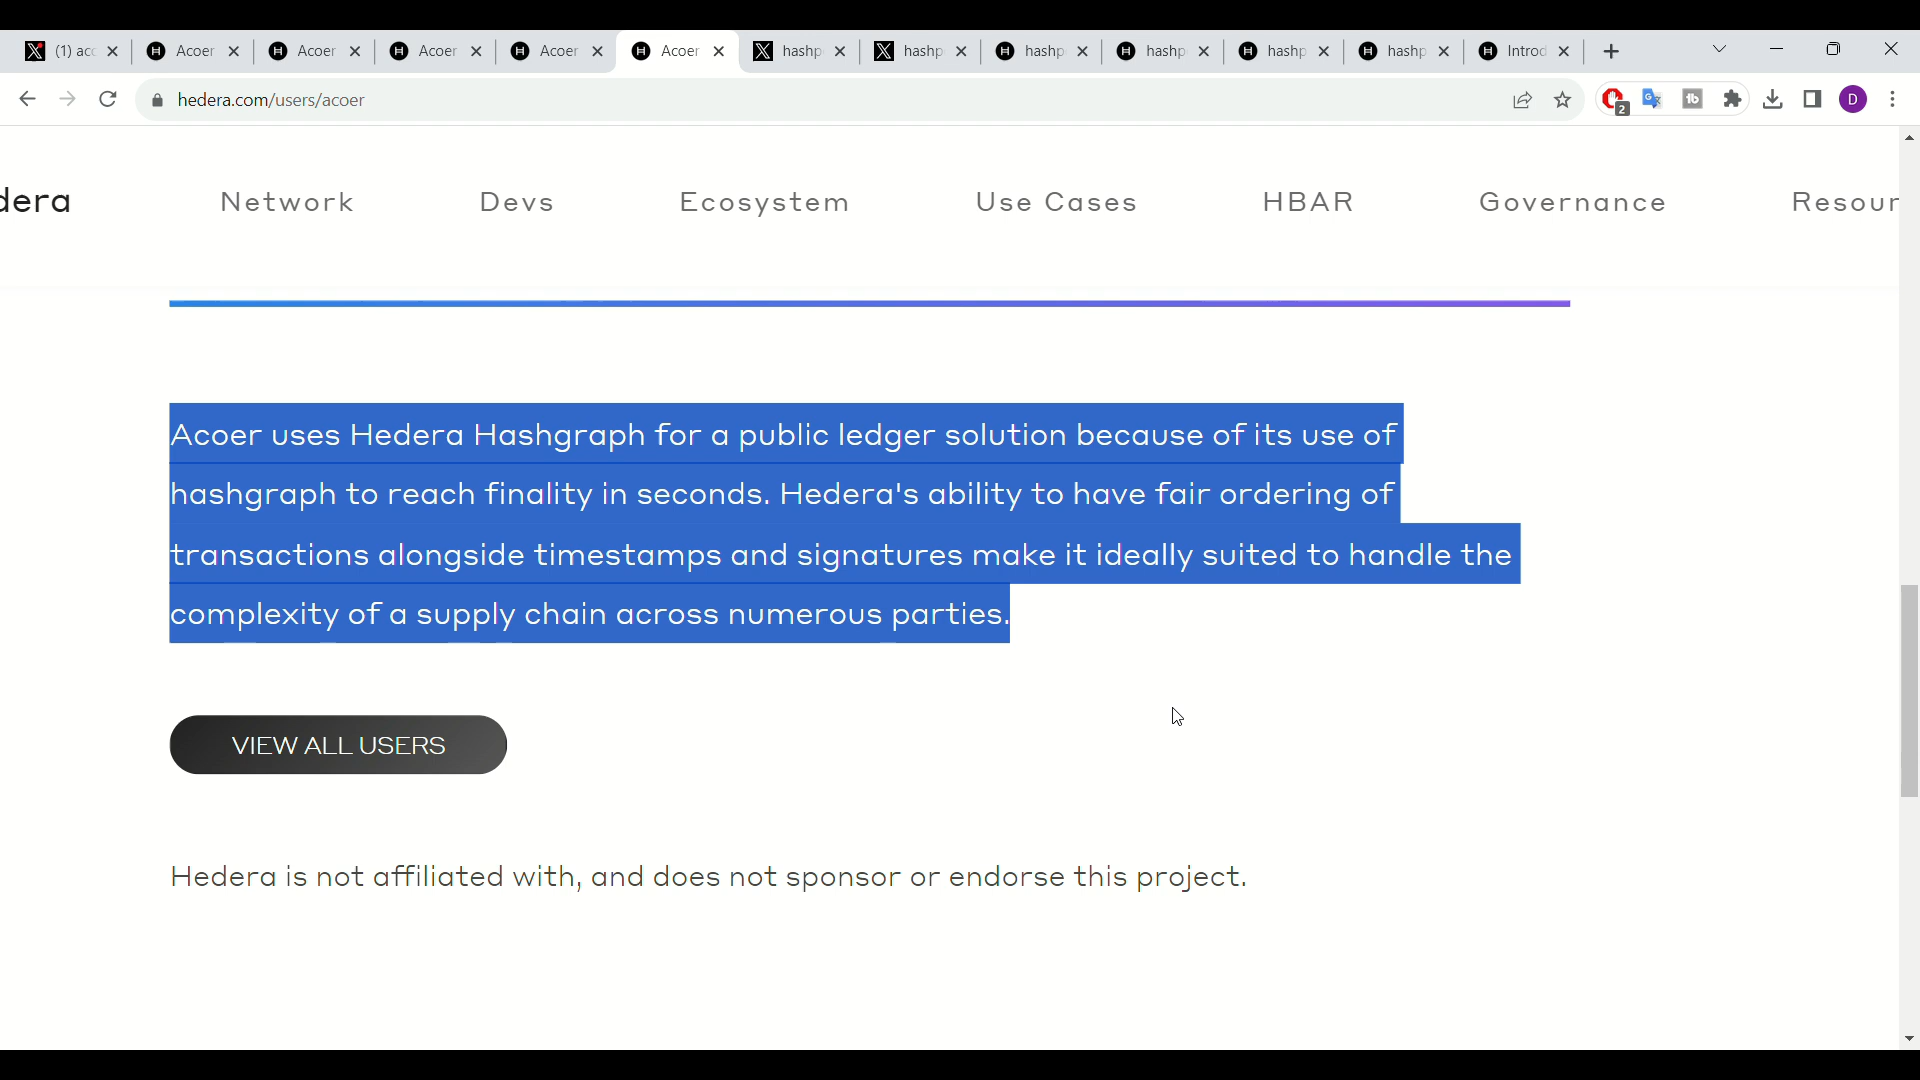 (1) acc Acoer Acoer Acoer Acoer Acoer hashp hashp hashp hashp hashp hashp Introd
hedera.com/users/acoer
2
D
dera Network Devs Ecosystem Use Cases HBAR Governance Resour
Acoer uses Hedera Hashgraph for a public ledger solution because of its use of
hashgraph to reach finality in seconds. Hedera's ability to have fair ordering of
transactions alongside timestamps and signatures make it ideally suited to handle the
complexity of a supply chain across numerous parties.
VIEW ALL USERS
Hedera is not affiliated with, and does not sponsor or endorse this project.